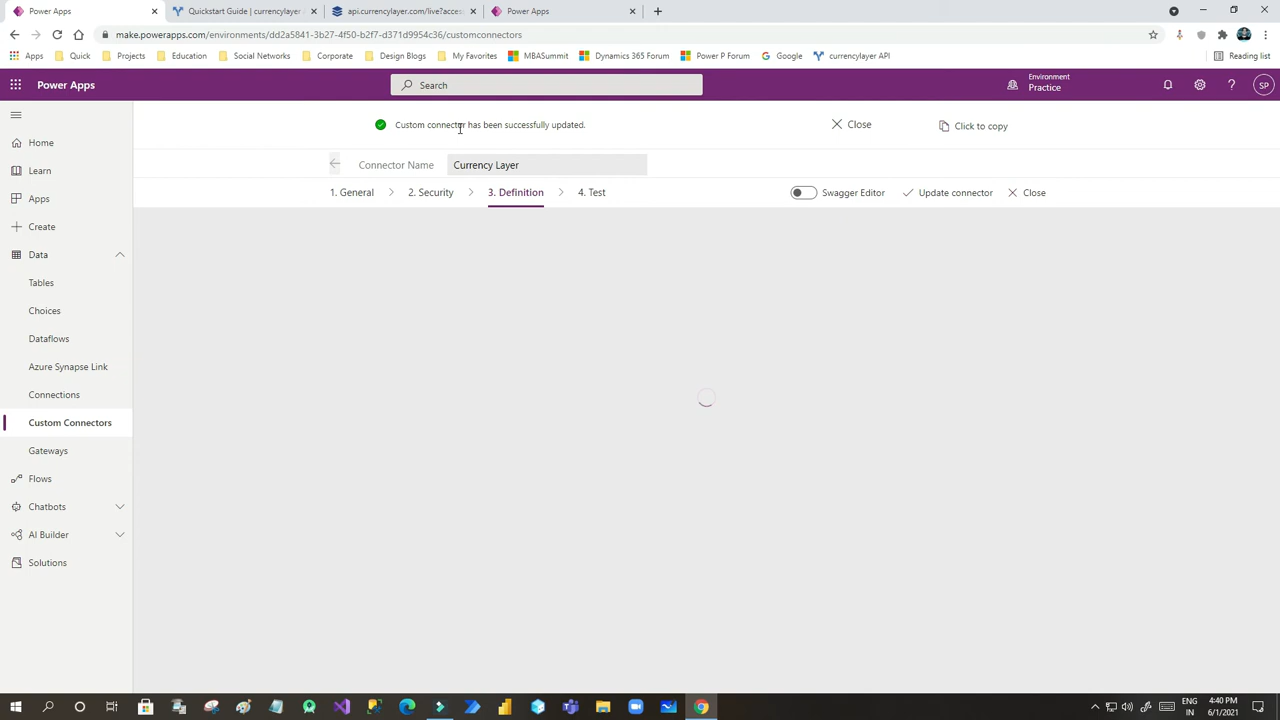 Power Apps
Quickstart Guide | currencylayer A
api.currencylayer.com/live?acces
Power Apps
make.powerapps.com/environments/dd2a5841-3b27-4f50-b2f7-d371d9954c36/customconnectors
Apps
Quick
Projects
Education
Social Networks
Corporate
Design Blogs
My Favorites
MBASummit
Dynamics 365 Forum
Power P Forum
Google
currencylayer API
Reading list
Power Apps
Search
Environment
Practice
SP
Custom connector has been successfully updated.
Close
Click to copy
Connector Name
Currency Layer
1. General
2. Security
3. Definition
4. Test
Swagger Editor
Update connector
Close
Home
Learn
Apps
Create
Data
Tables
Choices
Dataflows
Azure Synapse Link
Connections
Custom Connectors
Gateways
Flows
Chatbots
AI Builder
Solutions
ENG
IN
4:40 PM
6/1/2021